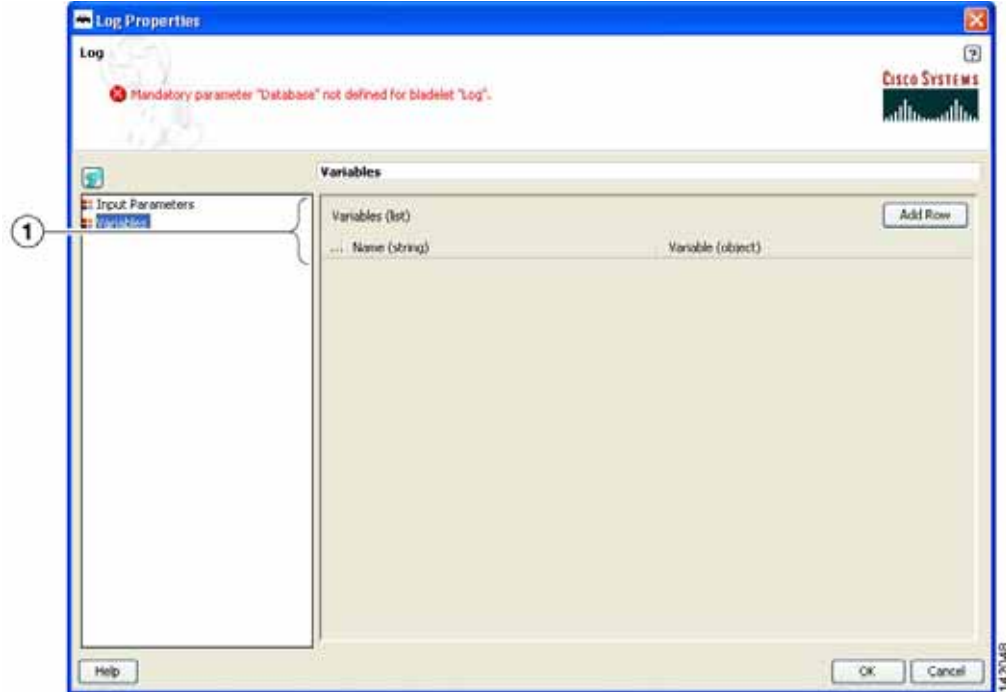 Log Properties
Log
Mandatory parameter "Database" not defined for bladelet "Log".
CISCO SYSTEMS
Variables
Input Parameters
Variables
1
Variables (list)
Add Row
... Name (string)
Variable (object)
Help
OK
Cancel